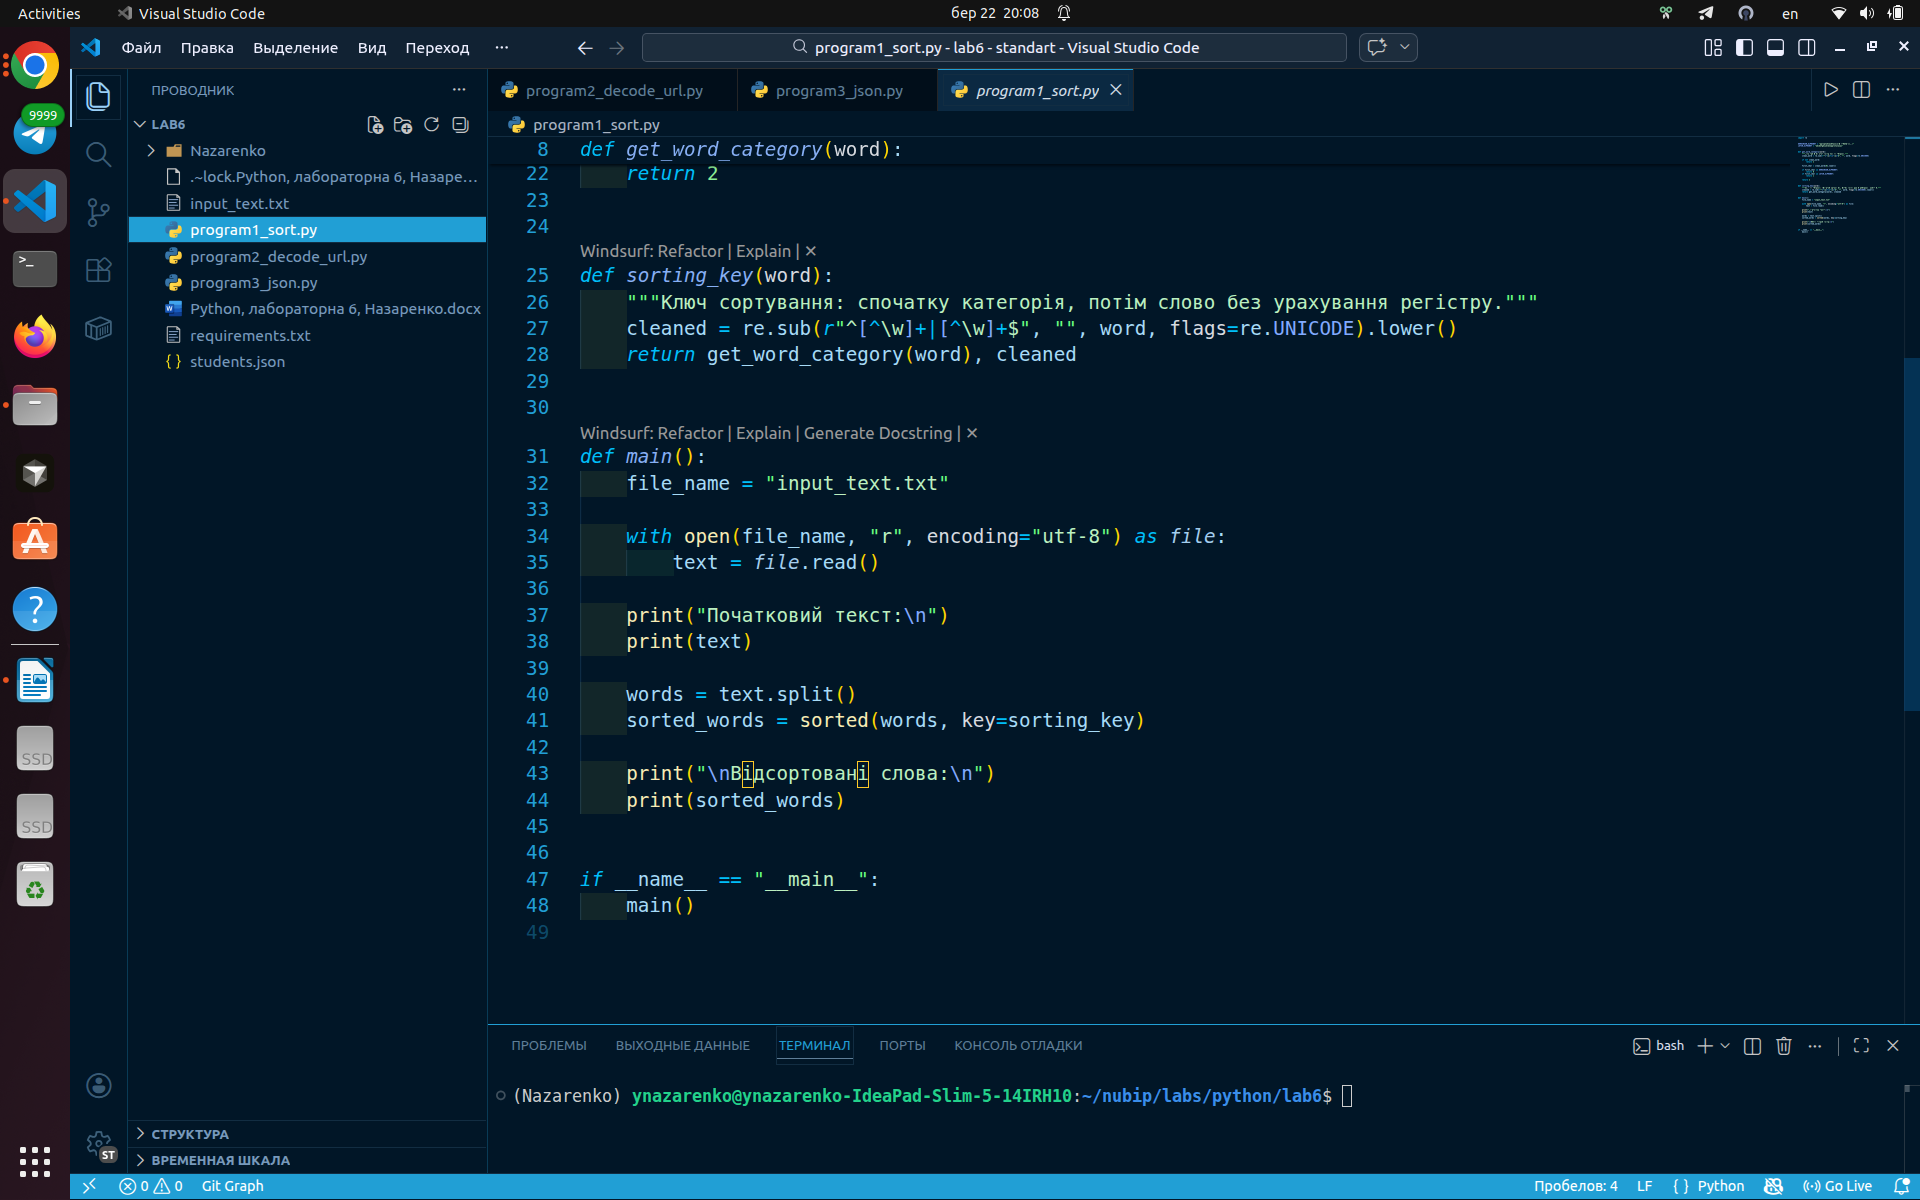 Activities
Visual Studio Code
бер 22 20:08
en
Файл Правка Выделение Вид Переход ···
program1_sort.py - lab6 - standart - Visual Studio Code
9999
ПРОВОДНИК
LAB6
Nazarenko
.~lock.Python, лабораторна 6, Назаре...
input_text.txt
program1_sort.py
program2_decode_url.py
program3_json.py
Python, лабораторна 6, Назаренко.docx
requirements.txt
students.json
SSD
SSD
СТРУКТУРА
ВРЕМЕННАЯ ШКАЛА
ST
program2_decode_url.py
program3_json.py
program1_sort.py
program1_sort.py
8 def get_word_category(word):
22 return 2
23
24
Windsurf: Refactor | Explain | ✕
25 def sorting_key(word):
26 """Ключ сортування: спочатку категорія, потім слово без урахування регістру."""
27 cleaned = re.sub(r"^[^\w]+|[^\w]+$", "", word, flags=re.UNICODE).lower()
28 return get_word_category(word), cleaned
29
30
Windsurf: Refactor | Explain | Generate Docstring | ✕
31 def main():
32 file_name = "input_text.txt"
33
34 with open(file_name, "r", encoding="utf-8") as file:
35 text = file.read()
36
37 print("Початковий текст:\n")
38 print(text)
39
40 words = text.split()
41 sorted_words = sorted(words, key=sorting_key)
42
43 print("\nВідсортовані слова:\n")
44 print(sorted_words)
45
46
47 if __name__ == "__main__":
48 main()
49
ПРОБЛЕМЫ ВЫХОДНЫЕ ДАННЫЕ ТЕРМИНАЛ ПОРТЫ КОНСОЛЬ ОТЛАДКИ
bash
(Nazarenko) ynazarenko@ynazarenko-IdeaPad-Slim-5-14IRH10:~/nubip/labs/python/lab6$
0 0 Git Graph
Пробелов: 4 LF { } Python Go Live